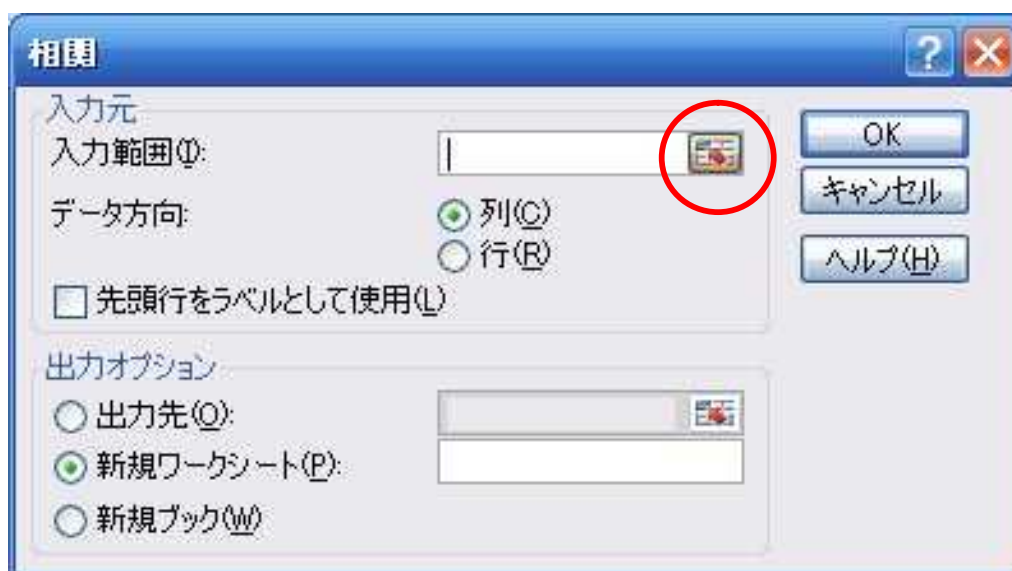 相関
入力元
入力範囲(I):
データ方向:
列(C)
行(R)
先頭行をラベルとして使用(L)
出力オプション
出力先(O):
新規ワークシート(P):
新規ブック(W)
OK
キャンセル
ヘルプ(H)